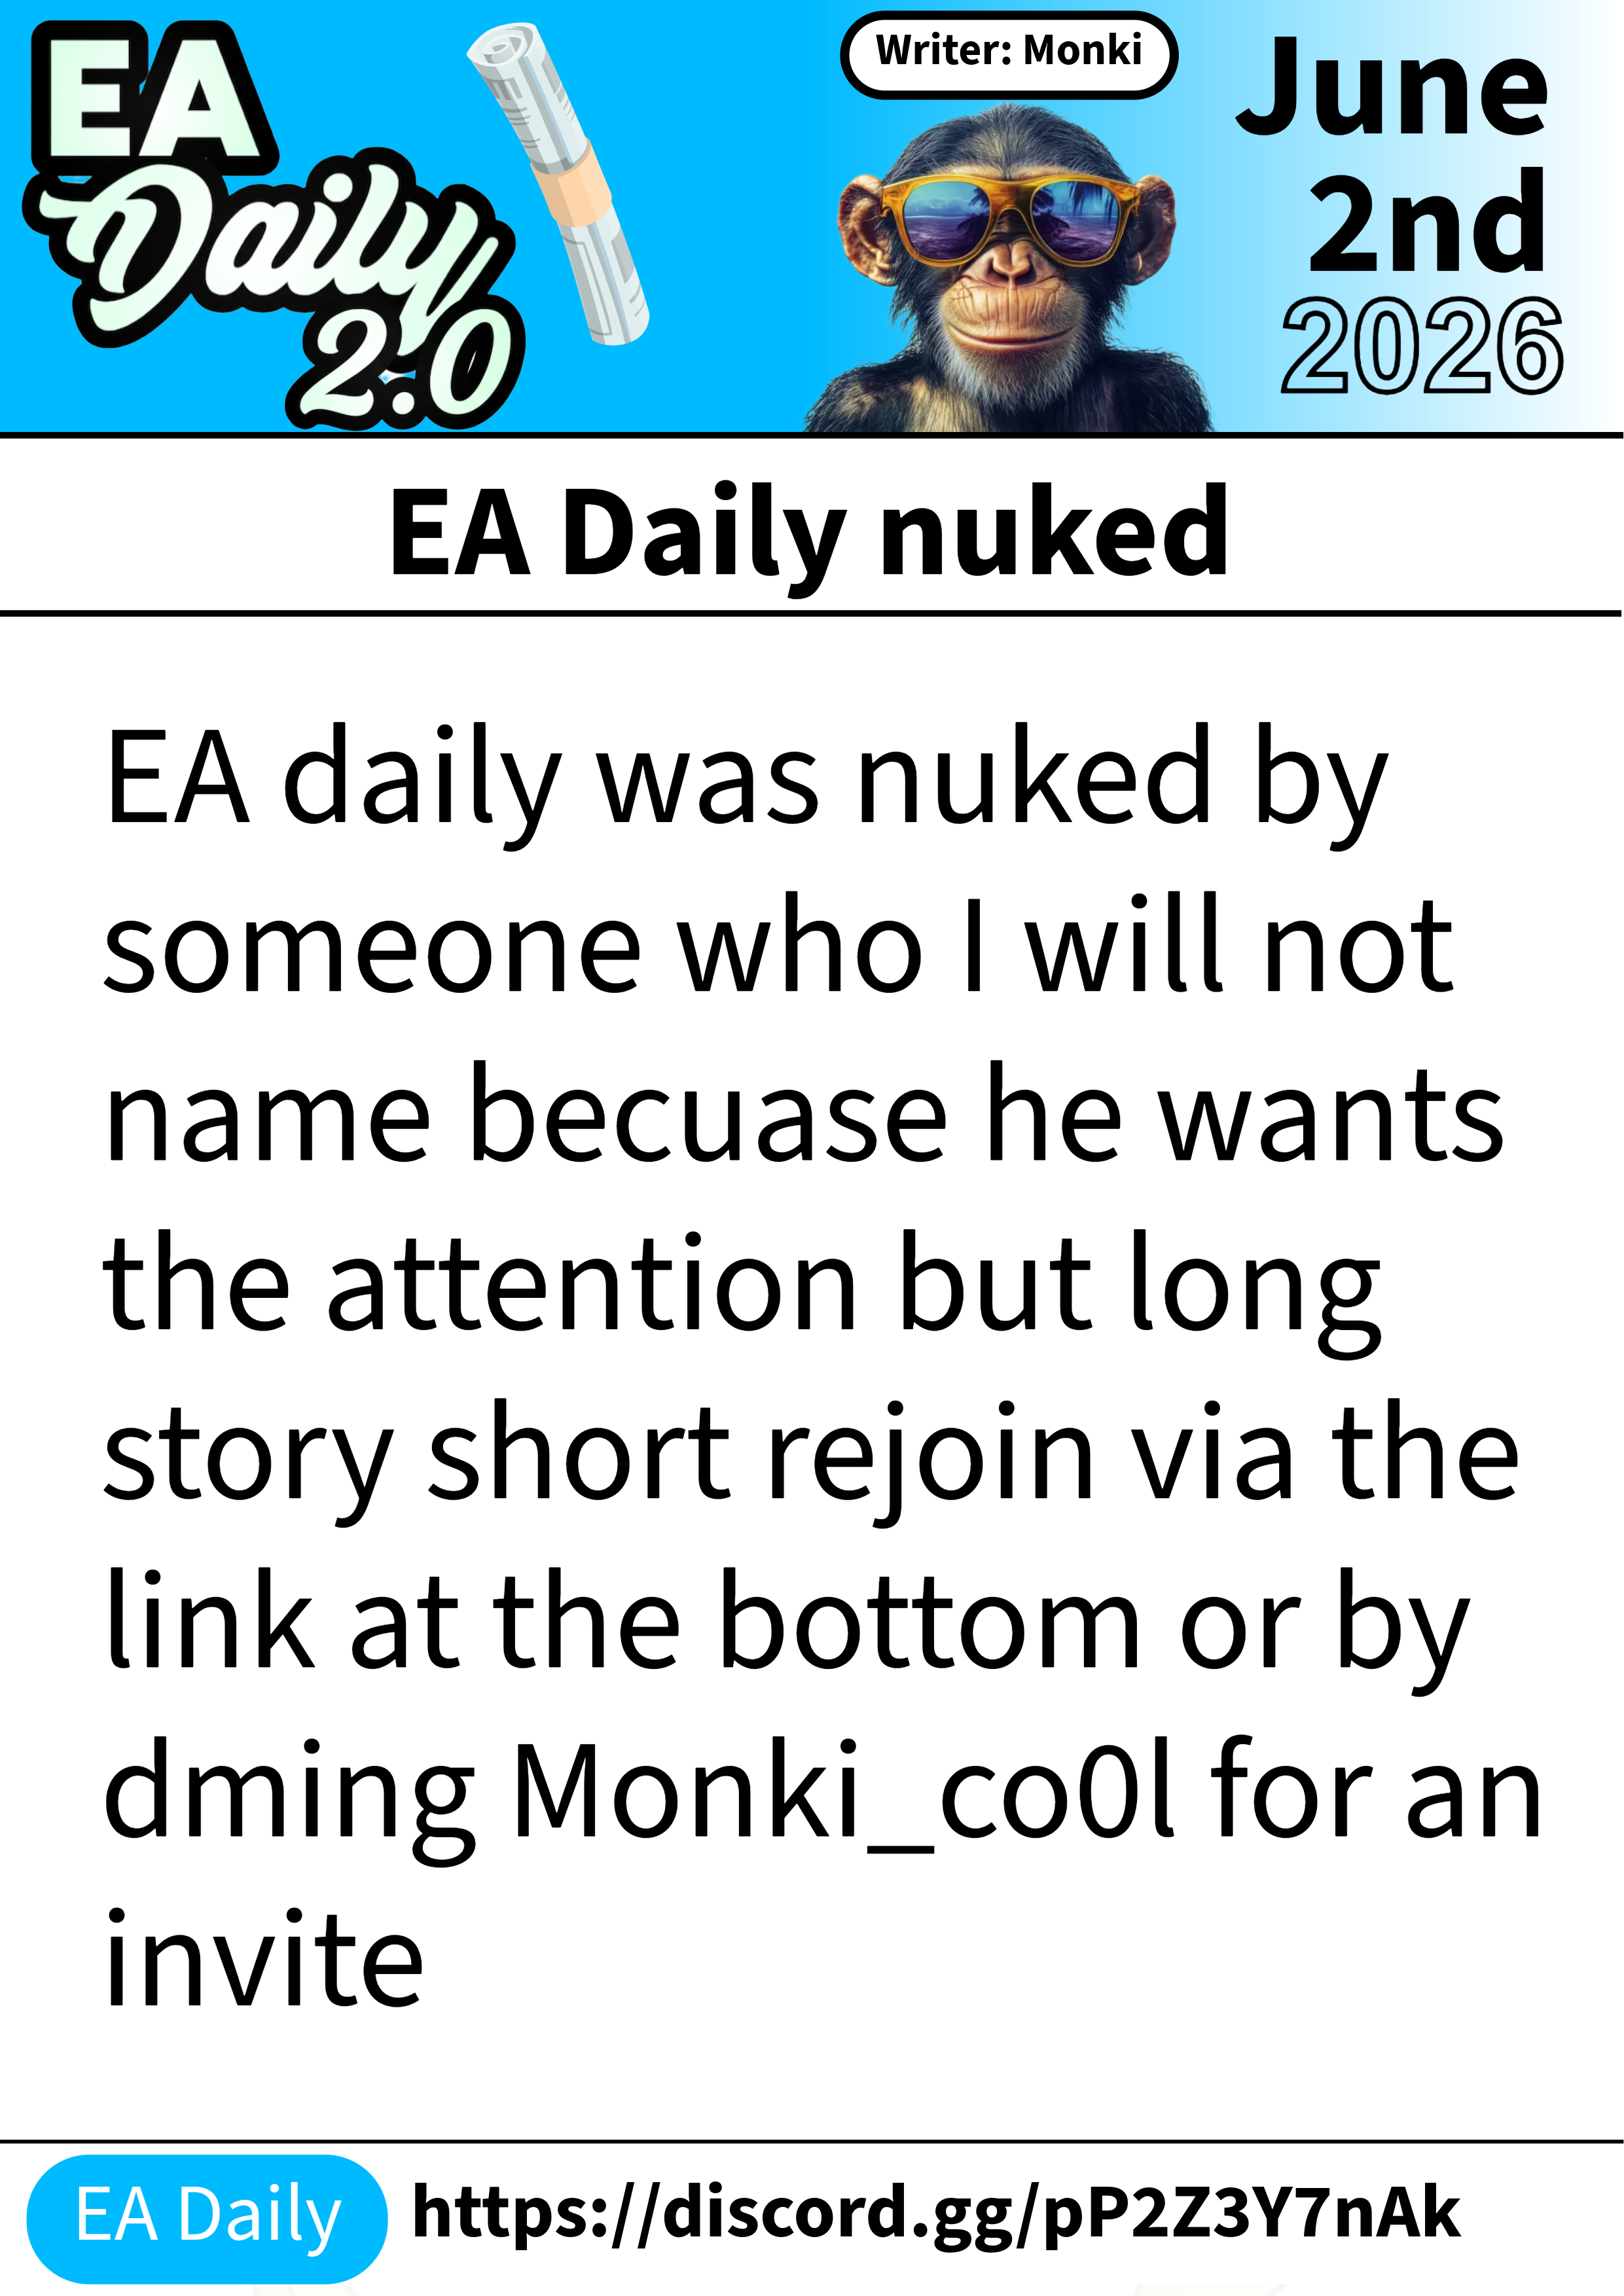 EA
Daily
2.0
Writer: Monki
June
2nd
2026
EA Daily nuked
EA daily was nuked by
someone who I will not
name becuase he wants
the attention but long
story short rejoin via the
link at the bottom or by
dming Monki_co0l for an
invite
EA Daily
https://discord.gg/pP2Z3Y7nAk